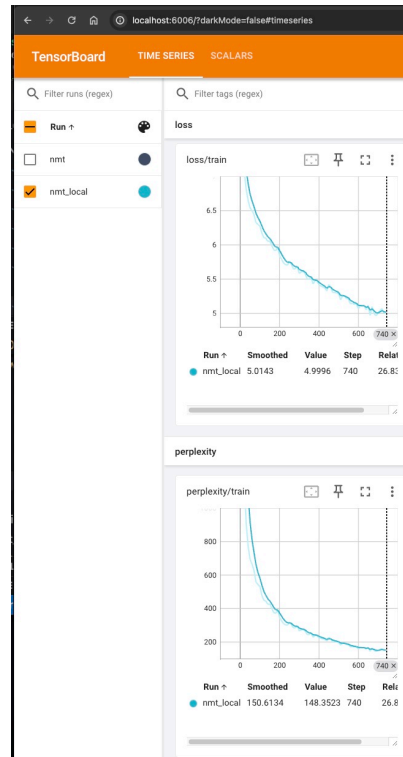 localhost:6006/?darkMode=false#timeseries
TensorBoard TIME SERIES SCALARS
Filter runs (regex)
Filter tags (regex)
Run ↑
nmt
nmt_local
loss
loss/train
6.5
6
5.5
5
0 200 400 600 740 ×
Run ↑ Smoothed Value Step Relat
nmt_local 5.0143 4.9996 740 26.83
perplexity
perplexity/train
800
600
400
200
0 200 400 600 740 ×
Run ↑ Smoothed Value Step Rela
nmt_local 150.6134 148.3523 740 26.8